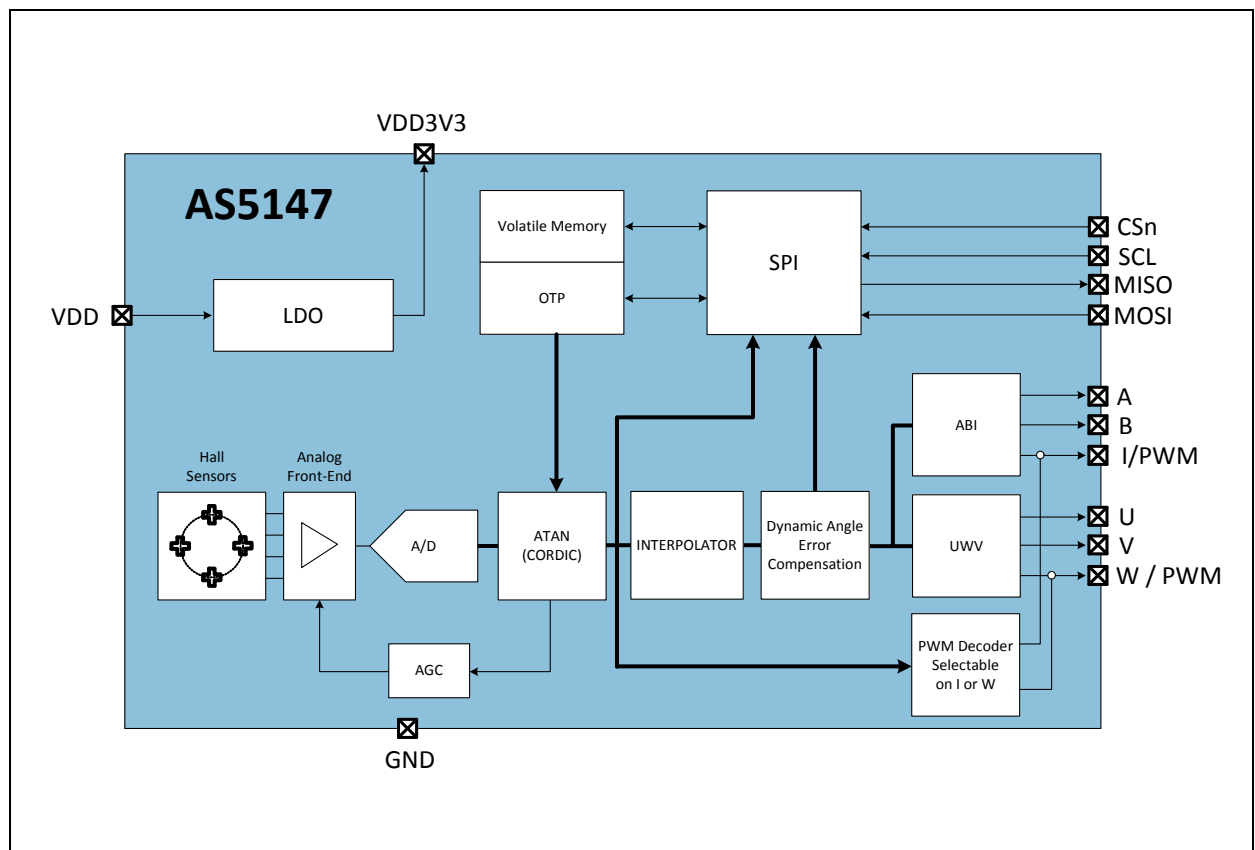 VDD3V3
AS5147
Volatile Memory
OTP
SPI
CSn
SCL
MISO
MOSI
VDD
LDO
A
B
I/PWM
ABI
Hall
Sensors
Analog
Front-End
A/D
ATAN
(CORDIC)
INTERPOLATOR
Dynamic Angle
Error
Compensation
UWV
U
V
W / PWM
AGC
PWM Decoder
Selectable
on I or W
GND